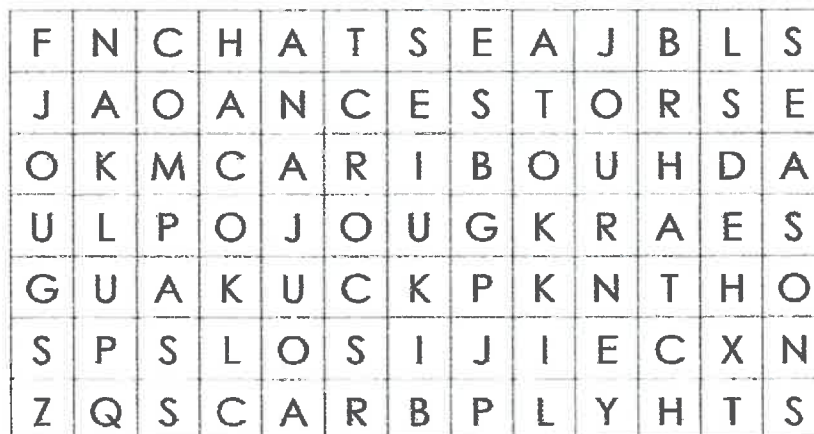 F N C H A T S E A J B L S
J A O A N C E S T O R S E
O K M C A R I B O U H D A
U L P O J O U G K R A E S
G U A K U C K P K N T H O
S P S L O S I J I E C X N
Z Q S C A R B P L Y H T S